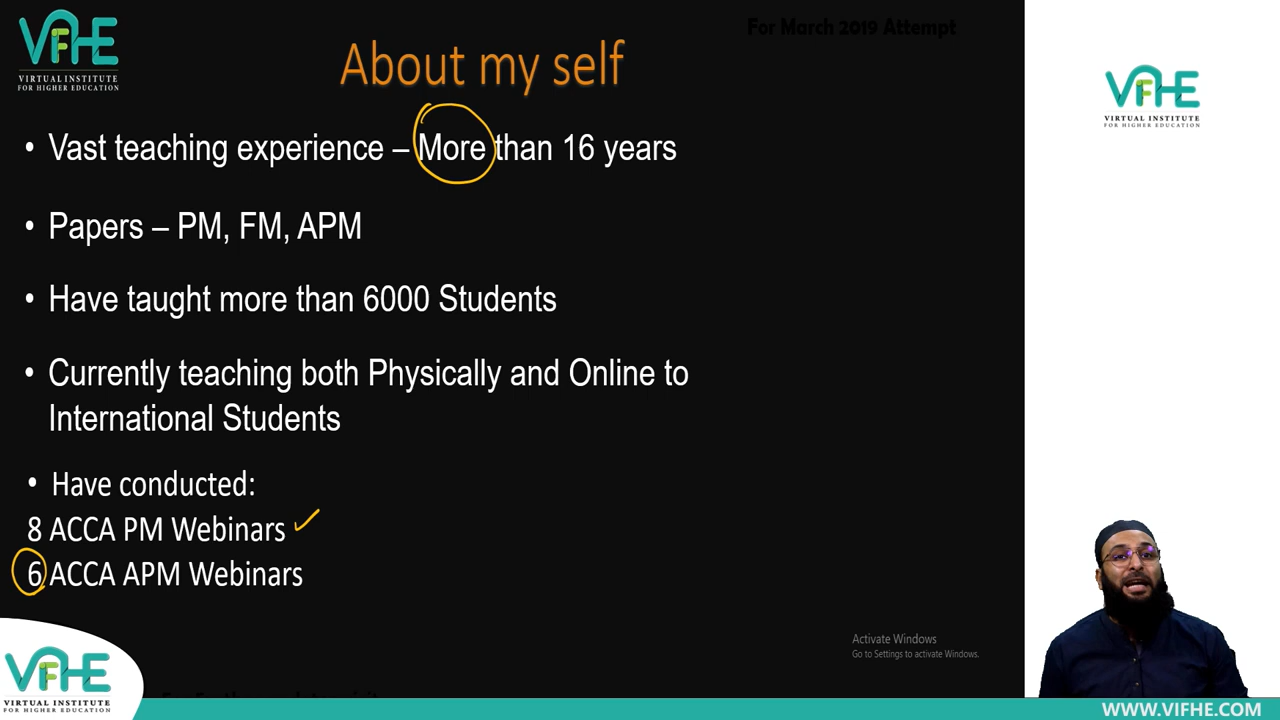 For March 2019 Attempt
VFHE
VIRTUAL INSTITUTE
FOR HIGHER EDUCATION
About my self
VFHE
VIRTUAL INSTITUTE
FOR HIGHER EDUCATION
• Vast teaching experience – More than 16 years
• Papers – PM, FM, APM
• Have taught more than 6000 Students
• Currently teaching both Physically and Online to
International Students
• Have conducted:
8 ACCA PM Webinars
6 ACCA APM Webinars
Activate Windows
Go to Settings to activate Windows.
VFHE
VIRTUAL INSTITUTE
FOR HIGHER EDUCATION
WWW.VIFHE.COM